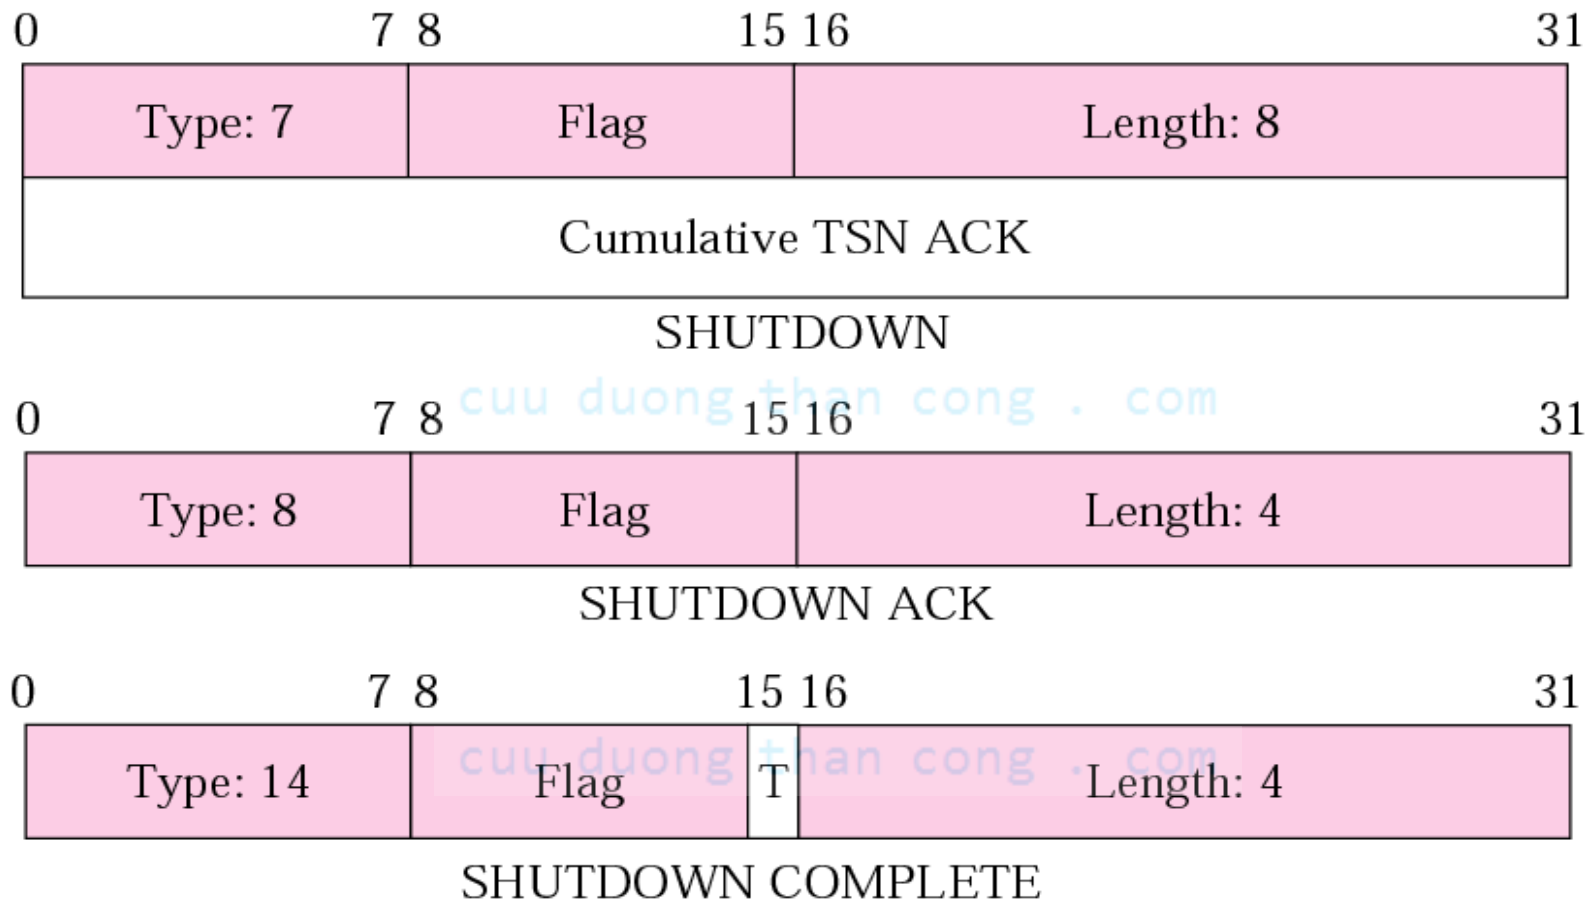 0 7 8 15 16 31
Type: 7 Flag Length: 8
Cumulative TSN ACK
SHUTDOWN
cuu duong than cong . com
0 7 8 15 16 31
Type: 8 Flag Length: 4
SHUTDOWN ACK
0 7 8 15 16 31
cuu duong than cong . com
Type: 14 Flag T Length: 4
SHUTDOWN COMPLETE